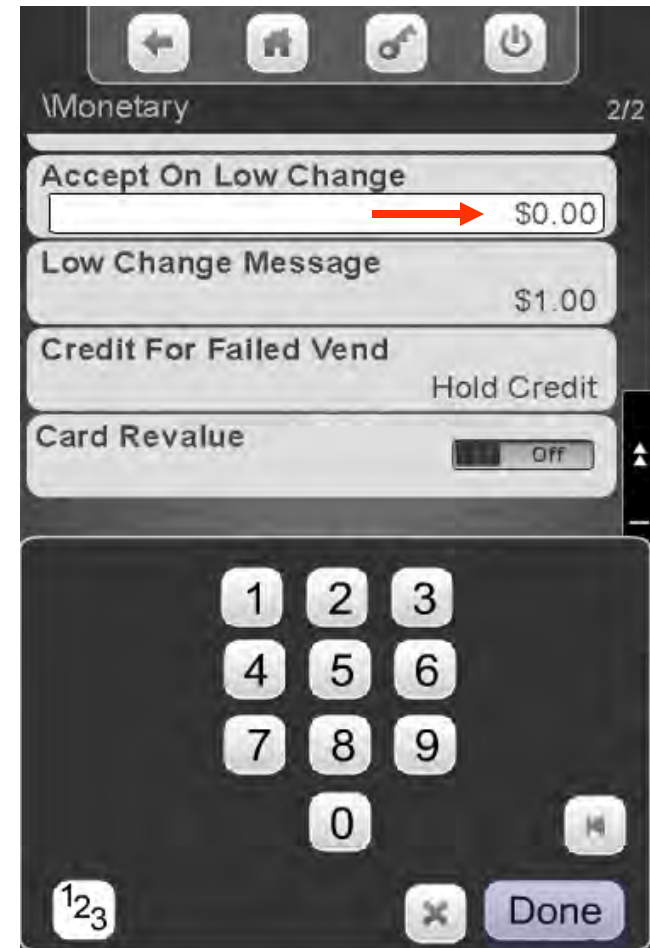 \Monetary 2/2
Accept On Low Change
$0.00
Low Change Message
$1.00
Credit For Failed Vend
Hold Credit
Card Revalue
Off
1 2 3
4 5 6
7 8 9
0
123 Done